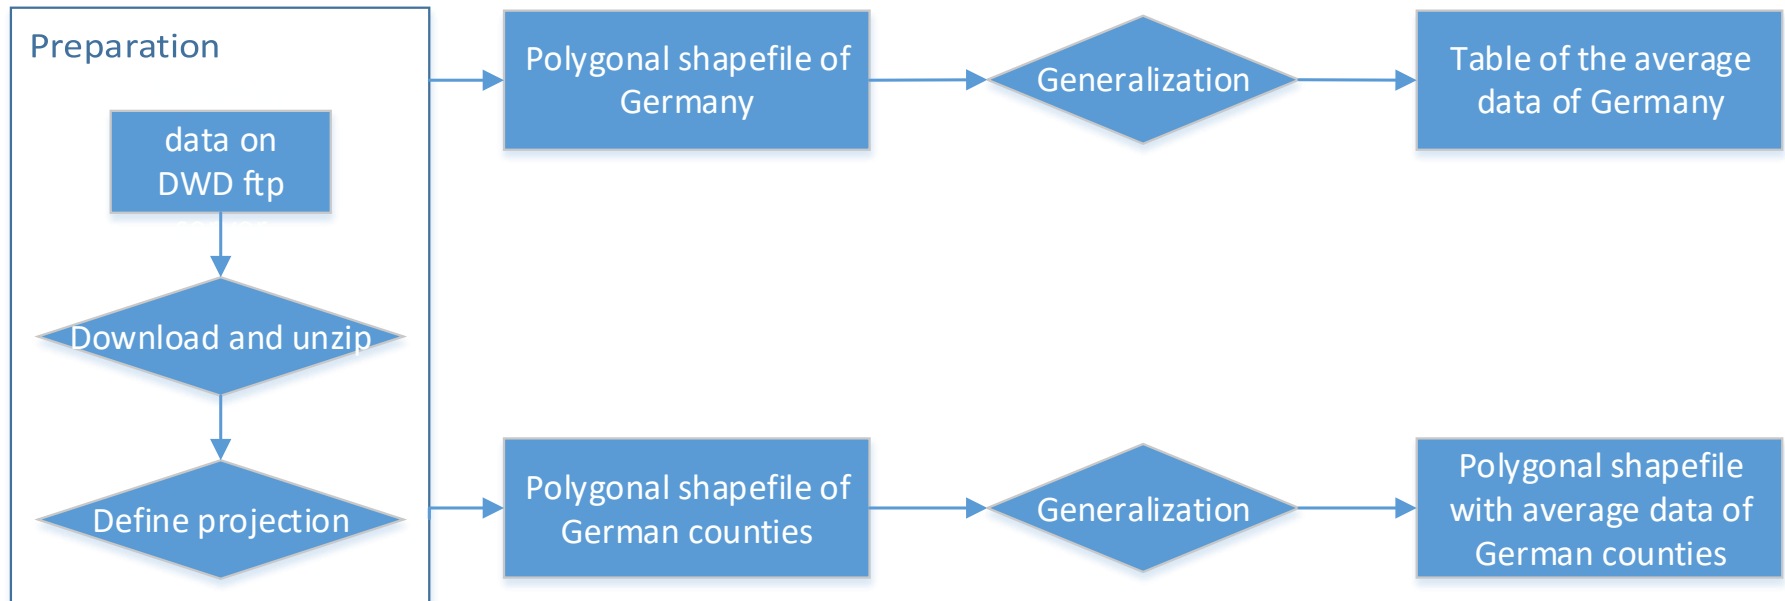 Preparation
data on
DWD ftp
Download and unzip
Define projection
Polygonal shapefile of
Germany
Generalization
Table of the average
data of Germany
Polygonal shapefile of
German counties
Generalization
Polygonal shapefile
with average data of
German counties